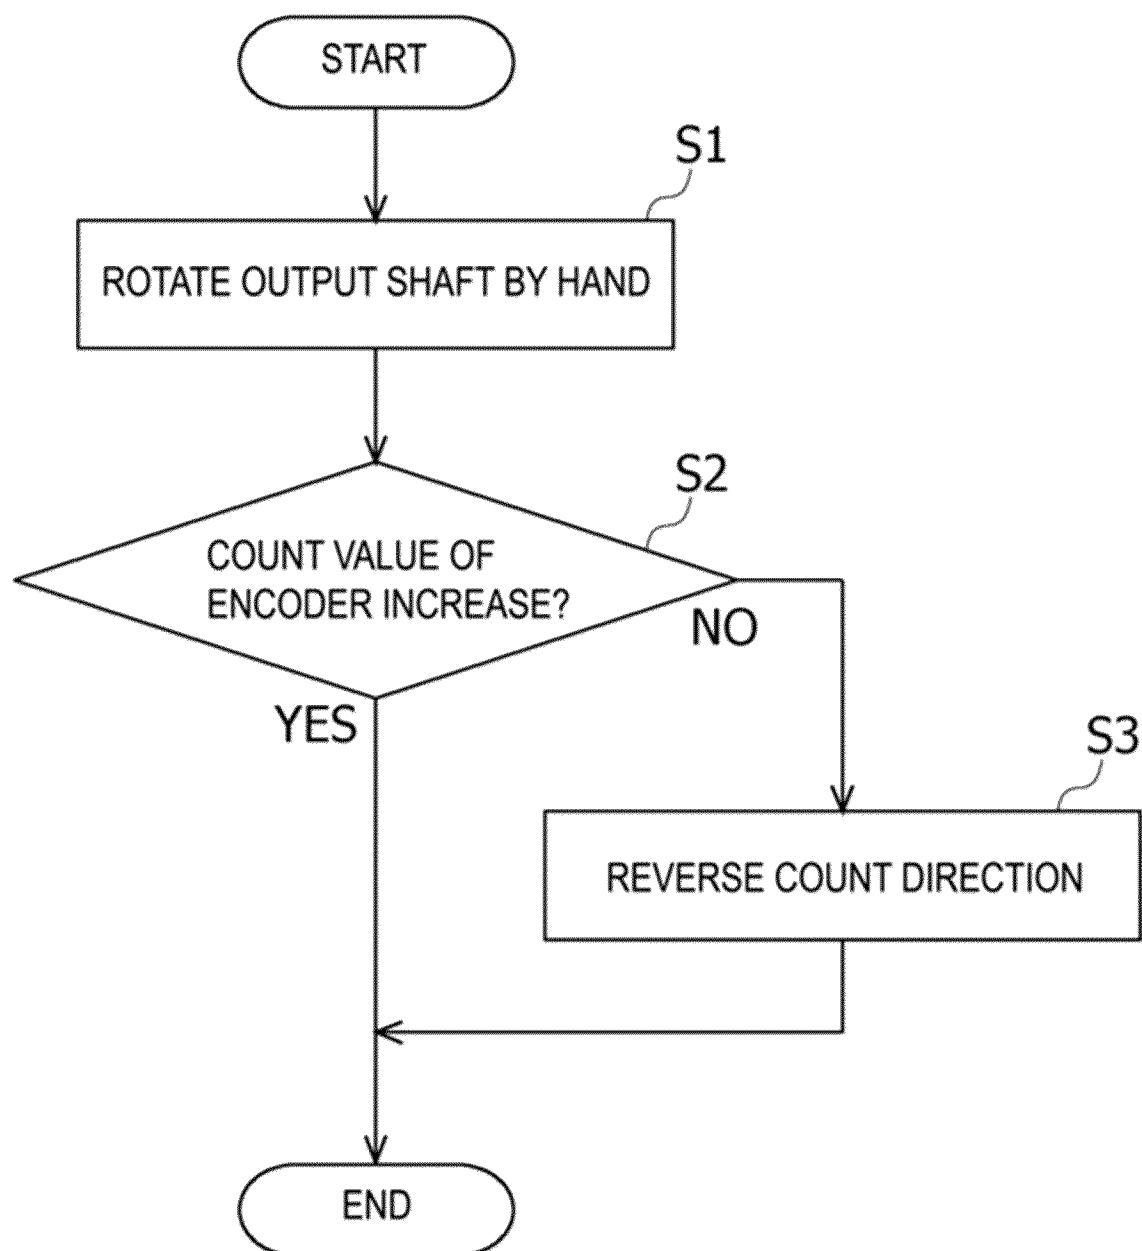 START
S1
ROTATE OUTPUT SHAFT BY HAND
S2
COUNT VALUE OF
ENCODER INCREASE?
NO
YES
S3
REVERSE COUNT DIRECTION
END